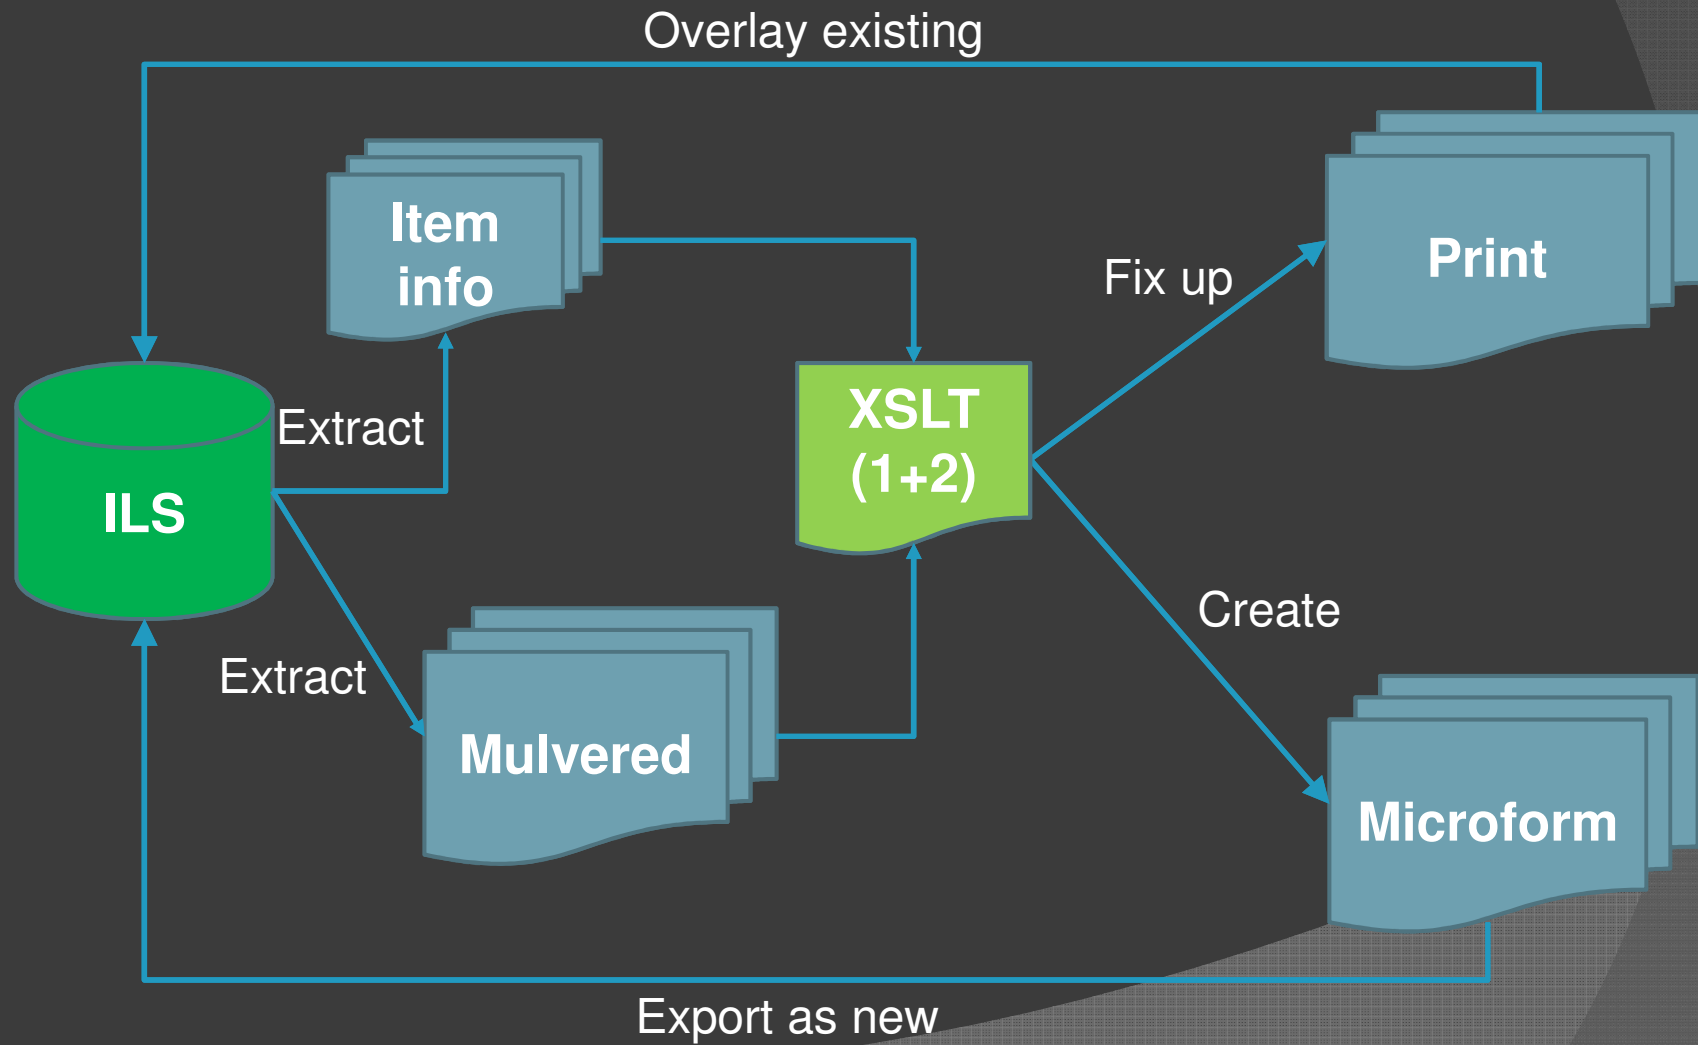 Overlay existing
Item
info
Print
Fix up
Extract
XSLT
(1+2)
ILS
Create
Extract
Mulvered
Microform
Export as new